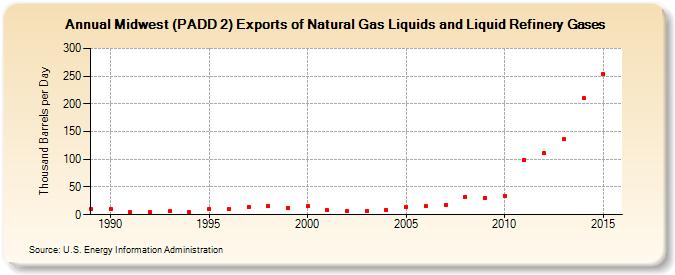 Annual Midwest (PADD 2) Exports of Natural Gas Liquids and Liquid Refinery Gases
Thousand Barrels per Day
300
250
200
150
100
50
0
1990 1995 2000 2005 2010 2015
Source: U.S. Energy Information Administration